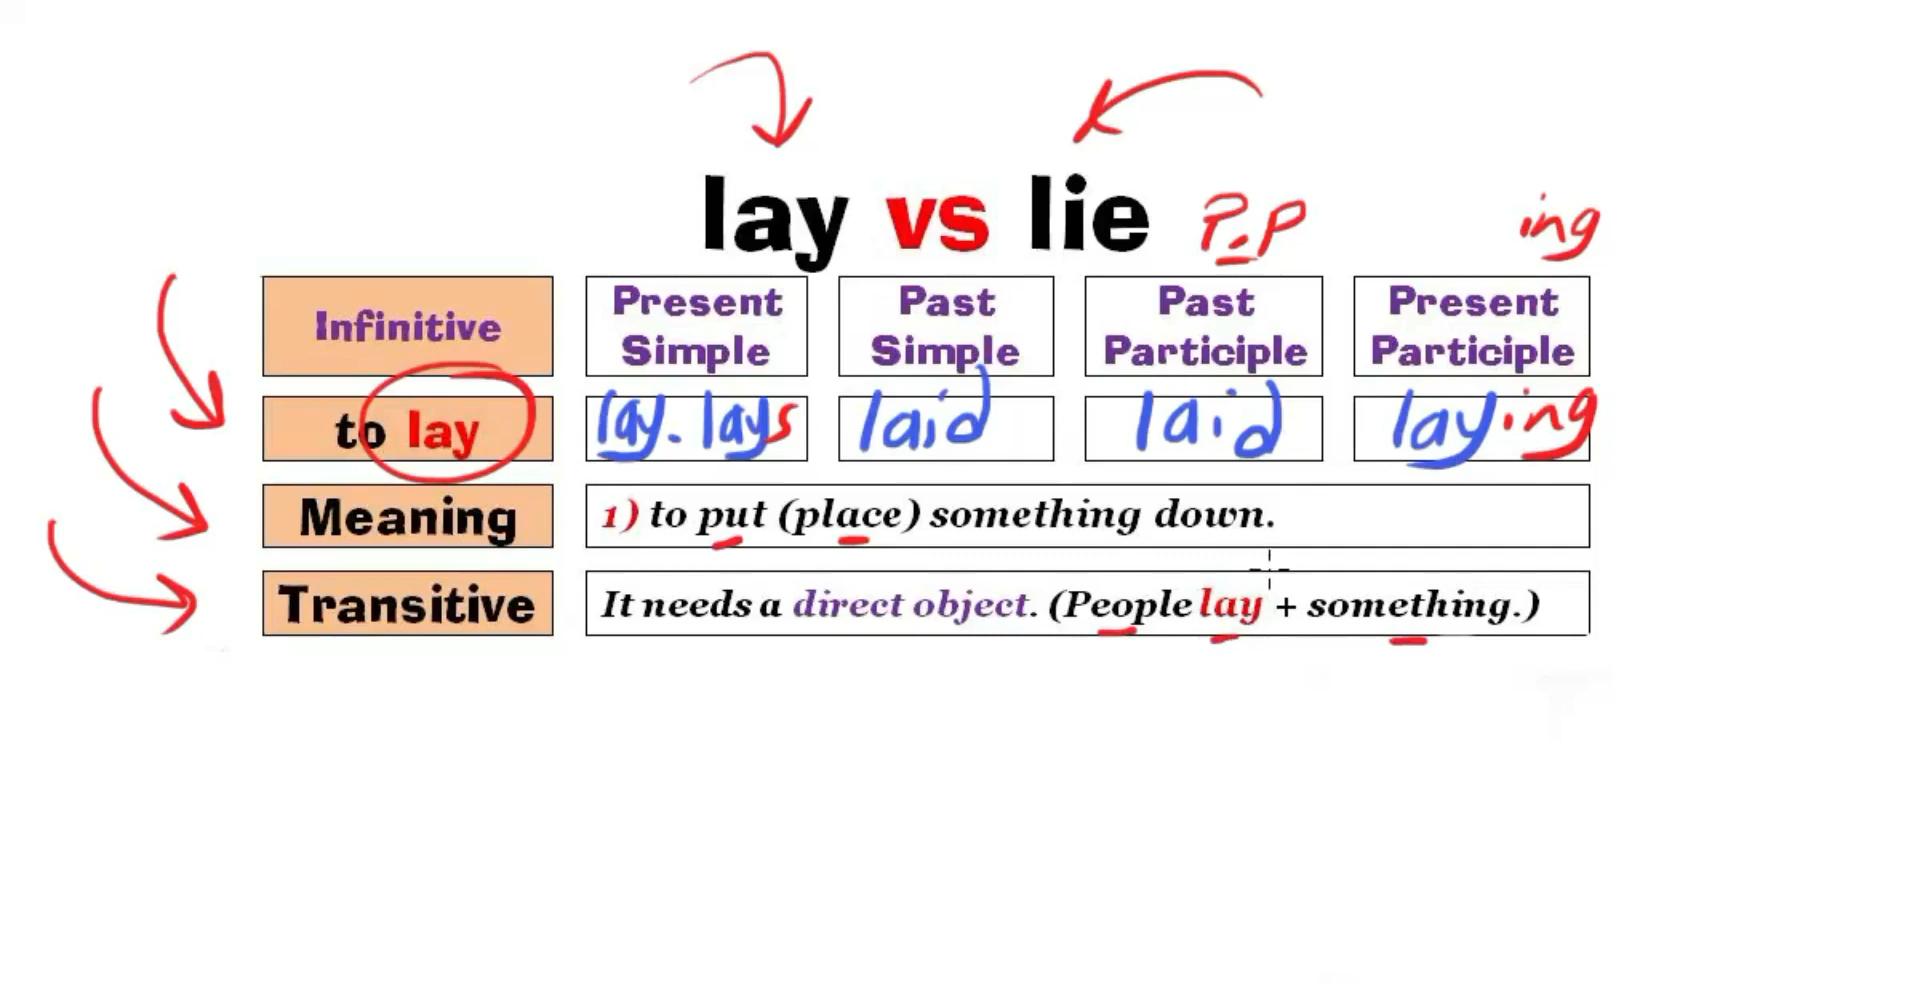 lay vs lie P.P ing
Infinitive Present Simple Past Simple Past Participle Present Participle
to lay lay. lays laid laid laying
Meaning 1) to put (place) something down.
Transitive It needs a direct object. (People lay + something.)